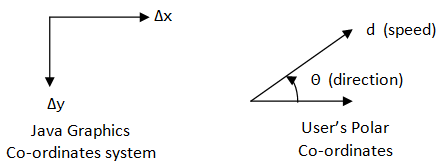 Δx
Δy
Java Graphics
Co-ordinates system
d (speed)
Θ (direction)
User's Polar
Co-ordinates